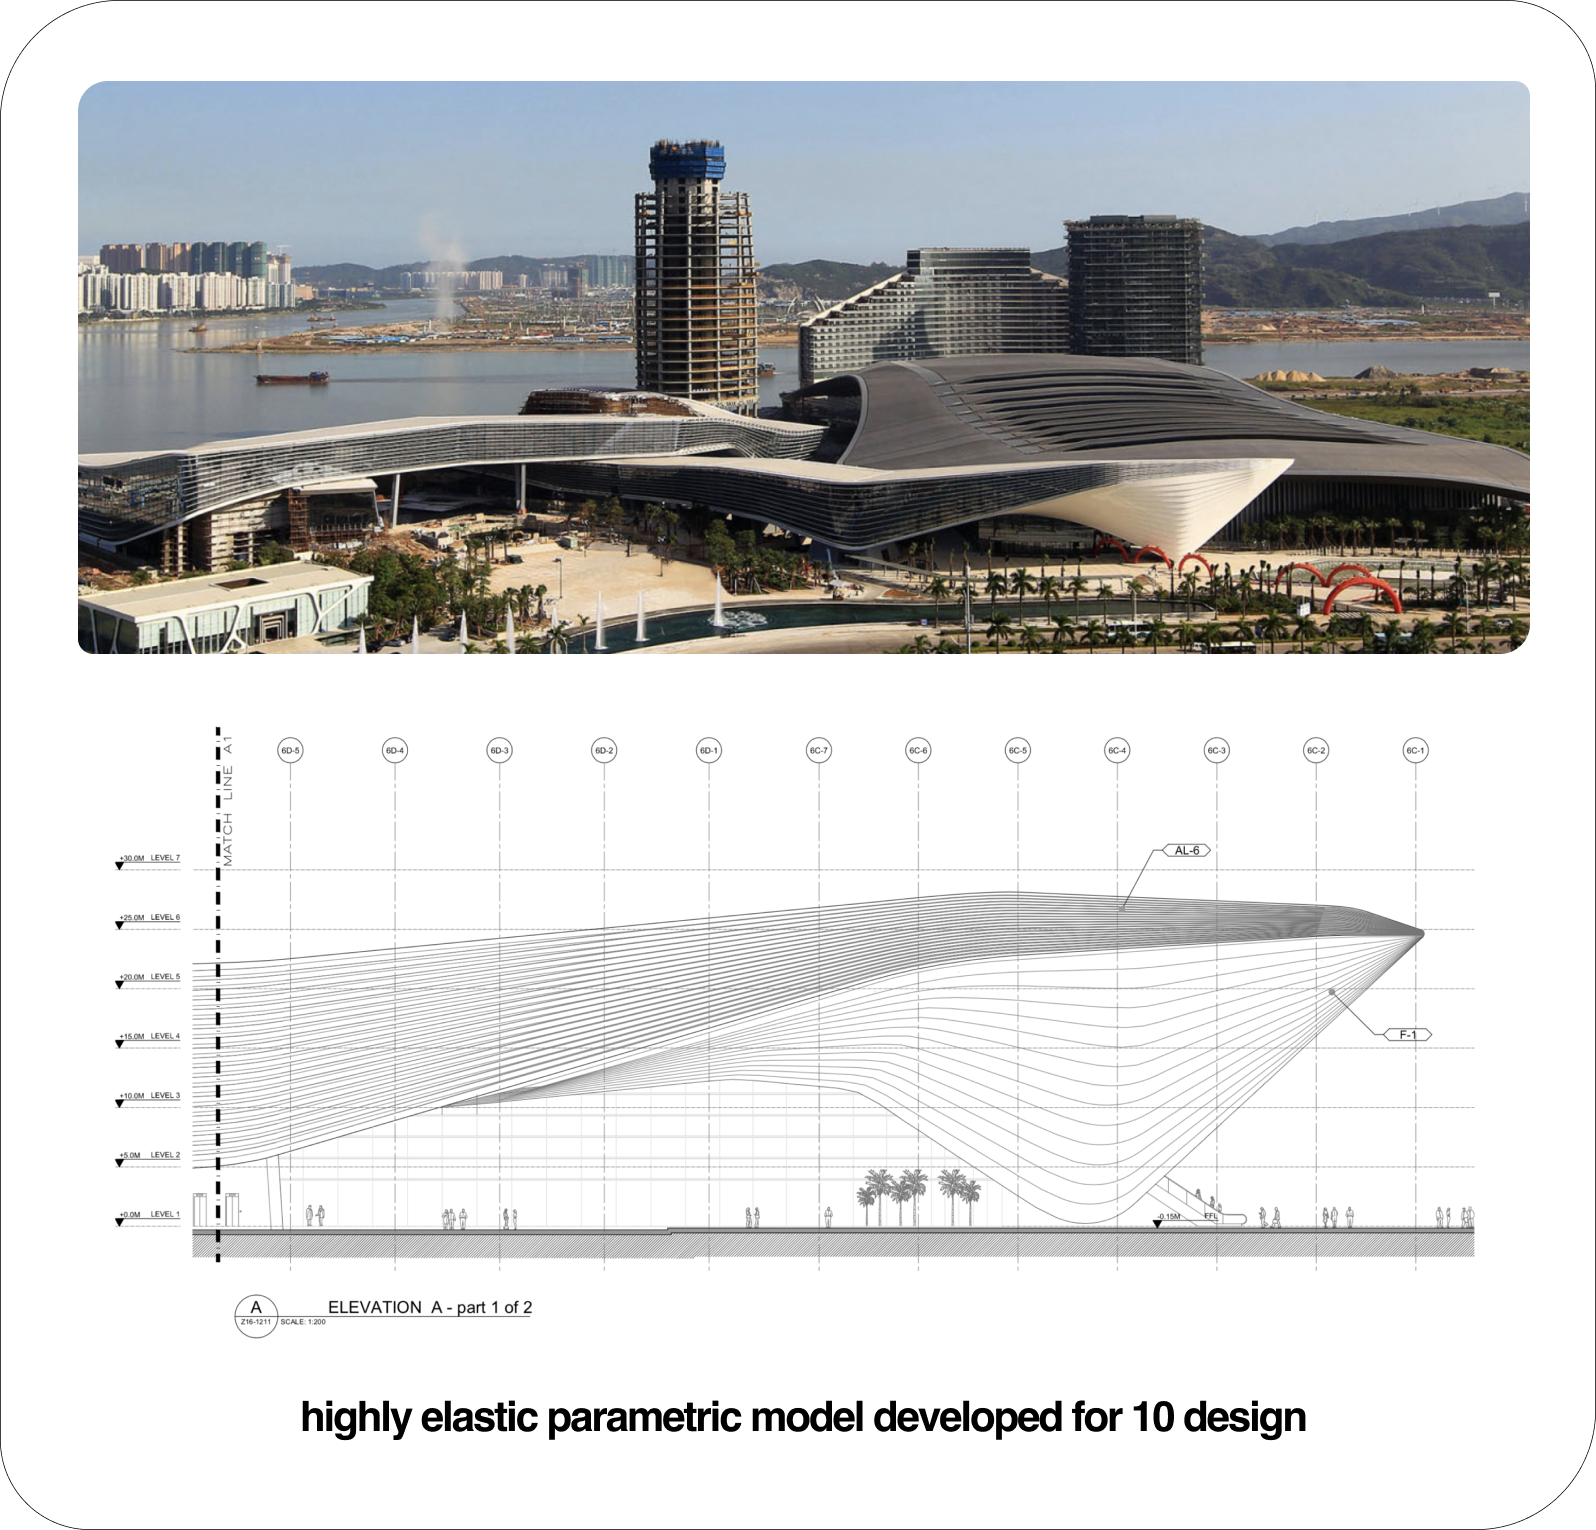 MATCH LINE A1
6D-5 6D-4 6D-3 6D-2 6D-1 6C-7 6C-6 6C-5 6C-4 6C-3 6C-2 6C-1
+30.0M LEVEL 7
AL-6
+25.0M LEVEL 6
+20.0M LEVEL 5
F-1
+15.0M LEVEL 4
+10.0M LEVEL 3
+5.0M LEVEL 2
+0.0M LEVEL 1
-0.15M FFL
A
Z16-1211
ELEVATION A - part 1 of 2
SCALE: 1:200
highly elastic parametric model developed for 10 design